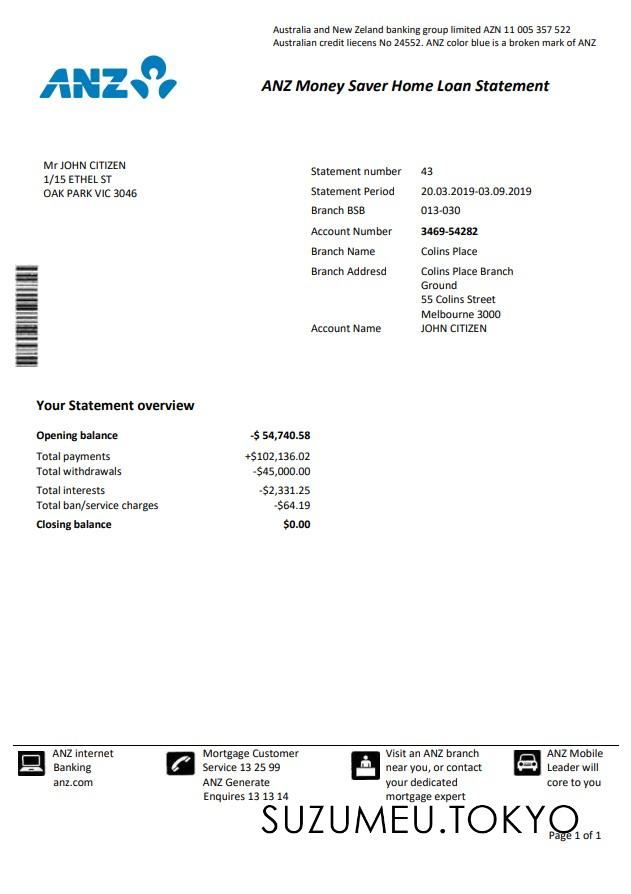 Australia and New Zeland banking group limited AZN 11 005 357 522
Australian credit liecens No 24552. ANZ color blue is a broken mark of ANZ
ANZ
ANZ Money Saver Home Loan Statement
Mr JOHN CITIZEN
1/15 ETHEL ST
OAK PARK VIC 3046
Statement number 43
Statement Period 20.03.2019-03.09.2019
Branch BSB 013-030
Account Number 3469-54282
Branch Name Colins Place
Branch Addresd Colins Place Branch
Ground
55 Colins Street
Melbourne 3000
Account Name JOHN CITIZEN
Your Statement overview
Opening balance -$ 54,740.58
Total payments +$102,136.02
Total withdrawals -$45,000.00
Total interests -$2,331.25
Total ban/service charges -$64.19
Closing balance $0.00
ANZ internet
Banking
anz.com
Mortgage Customer
Service 13 25 99
ANZ Generate
Enquires 13 13 14
Visit an ANZ branch
near you, or contact
your dedicated
mortgage expert
ANZ Mobile
Leader will
core to you
SUZUMEU.TOKYO
Page 1 of 1